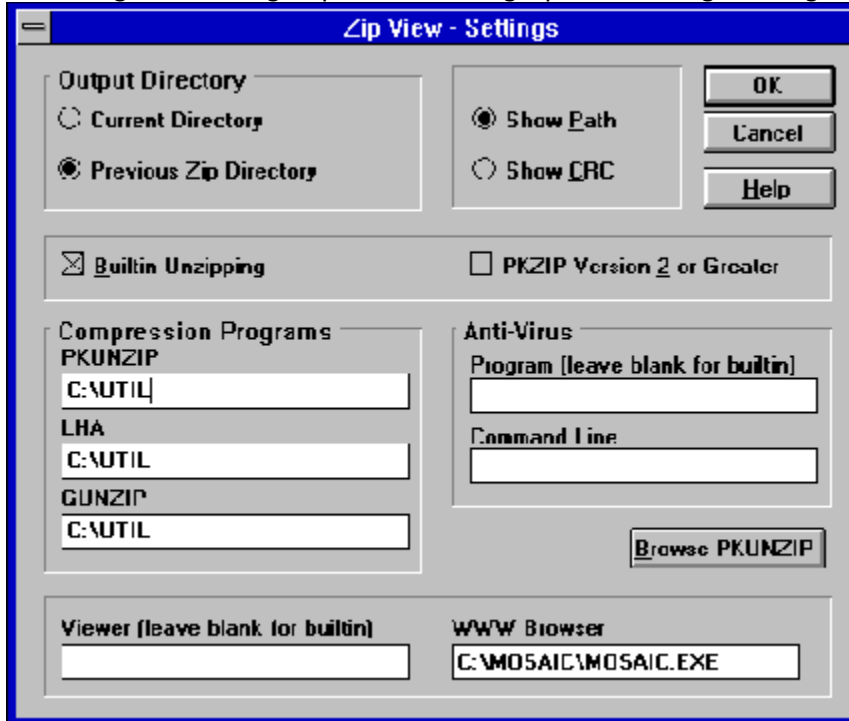 Zip View - Settings
Output Directory
Current Directory
Previous Zip Directory
Show Path
Show CRC
OK
Cancel
Help
Builtin Unzipping
PKZIP Version 2 or Greater
Compression Programs
PKUNZIP
C:\UTIL
LHA
C:\UTIL
GUNZIP
C:\UTIL
Anti-Virus
Program (leave blank for builtin)
Command Line
Browse PKUNZIP
Viewer (leave blank for builtin)
WWW Browser
C:\MOSAIC\MOSAIC.EXE